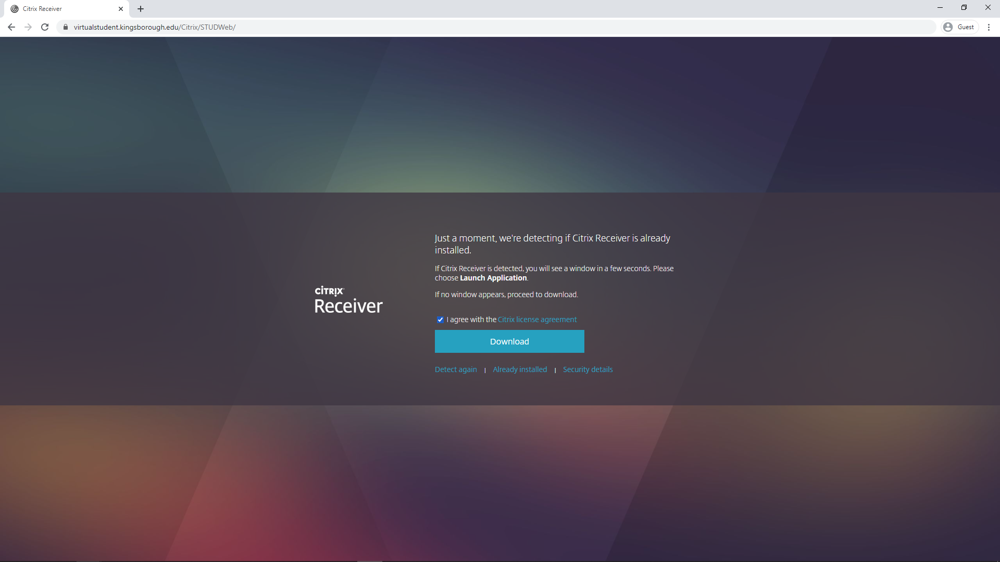 Citrix Receiver
virtualstudent.kingsborough.edu/Citrix/STUDWeb/
Guest
Just a moment, we're detecting if Citrix Receiver is already
installed.
If Citrix Receiver is detected, you will see a window in a few seconds. Please
choose Launch Application.
If no window appears, proceed to download.
CITRIX
Receiver
I agree with the Citrix license agreement
Download
Detect again | Already installed | Security details